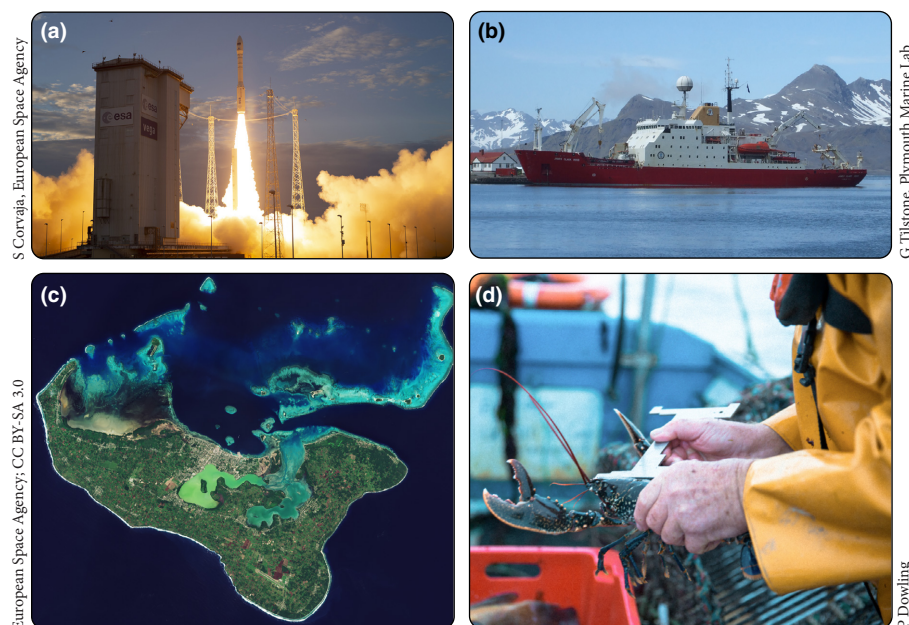 (a)
S Corvaja, European Space Agency
esa
esa
vega
(b)
G Tilstone, Plymouth Marine Lab
(c)
European Space Agency; CC BY-SA 3.0
(d)
P Dowling